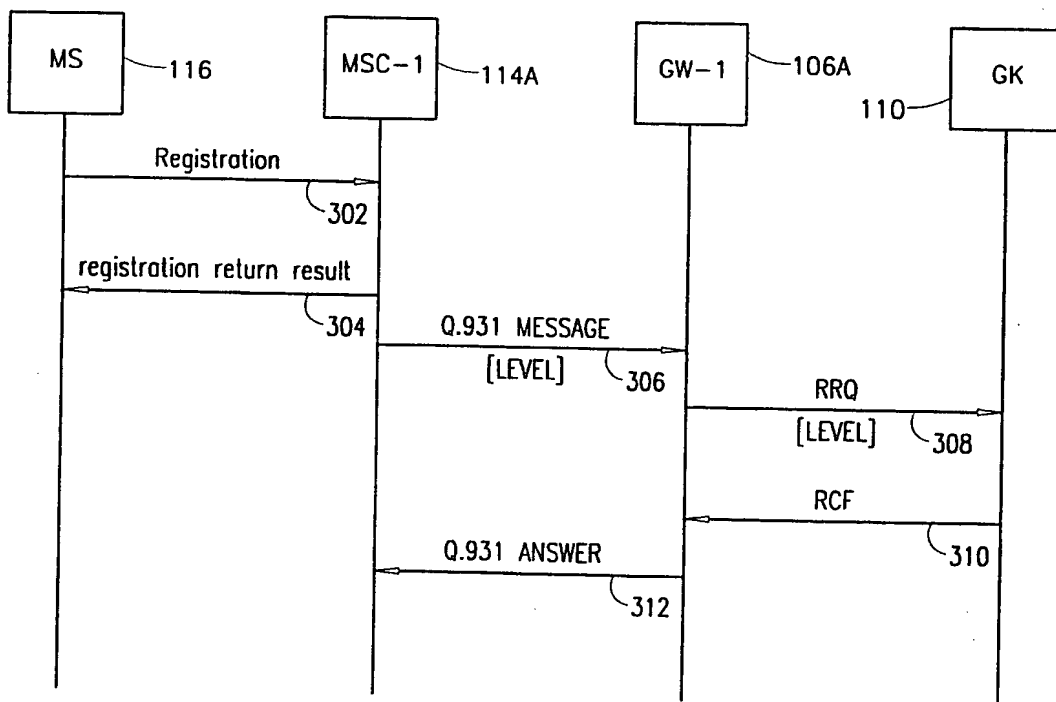 MS
116
MSC-1
114A
GW-1
106A
GK
110
Registration
302
registration return result
304
Q.931 MESSAGE
[LEVEL]
306
RRQ
[LEVEL]
308
RCF
310
Q.931 ANSWER
312